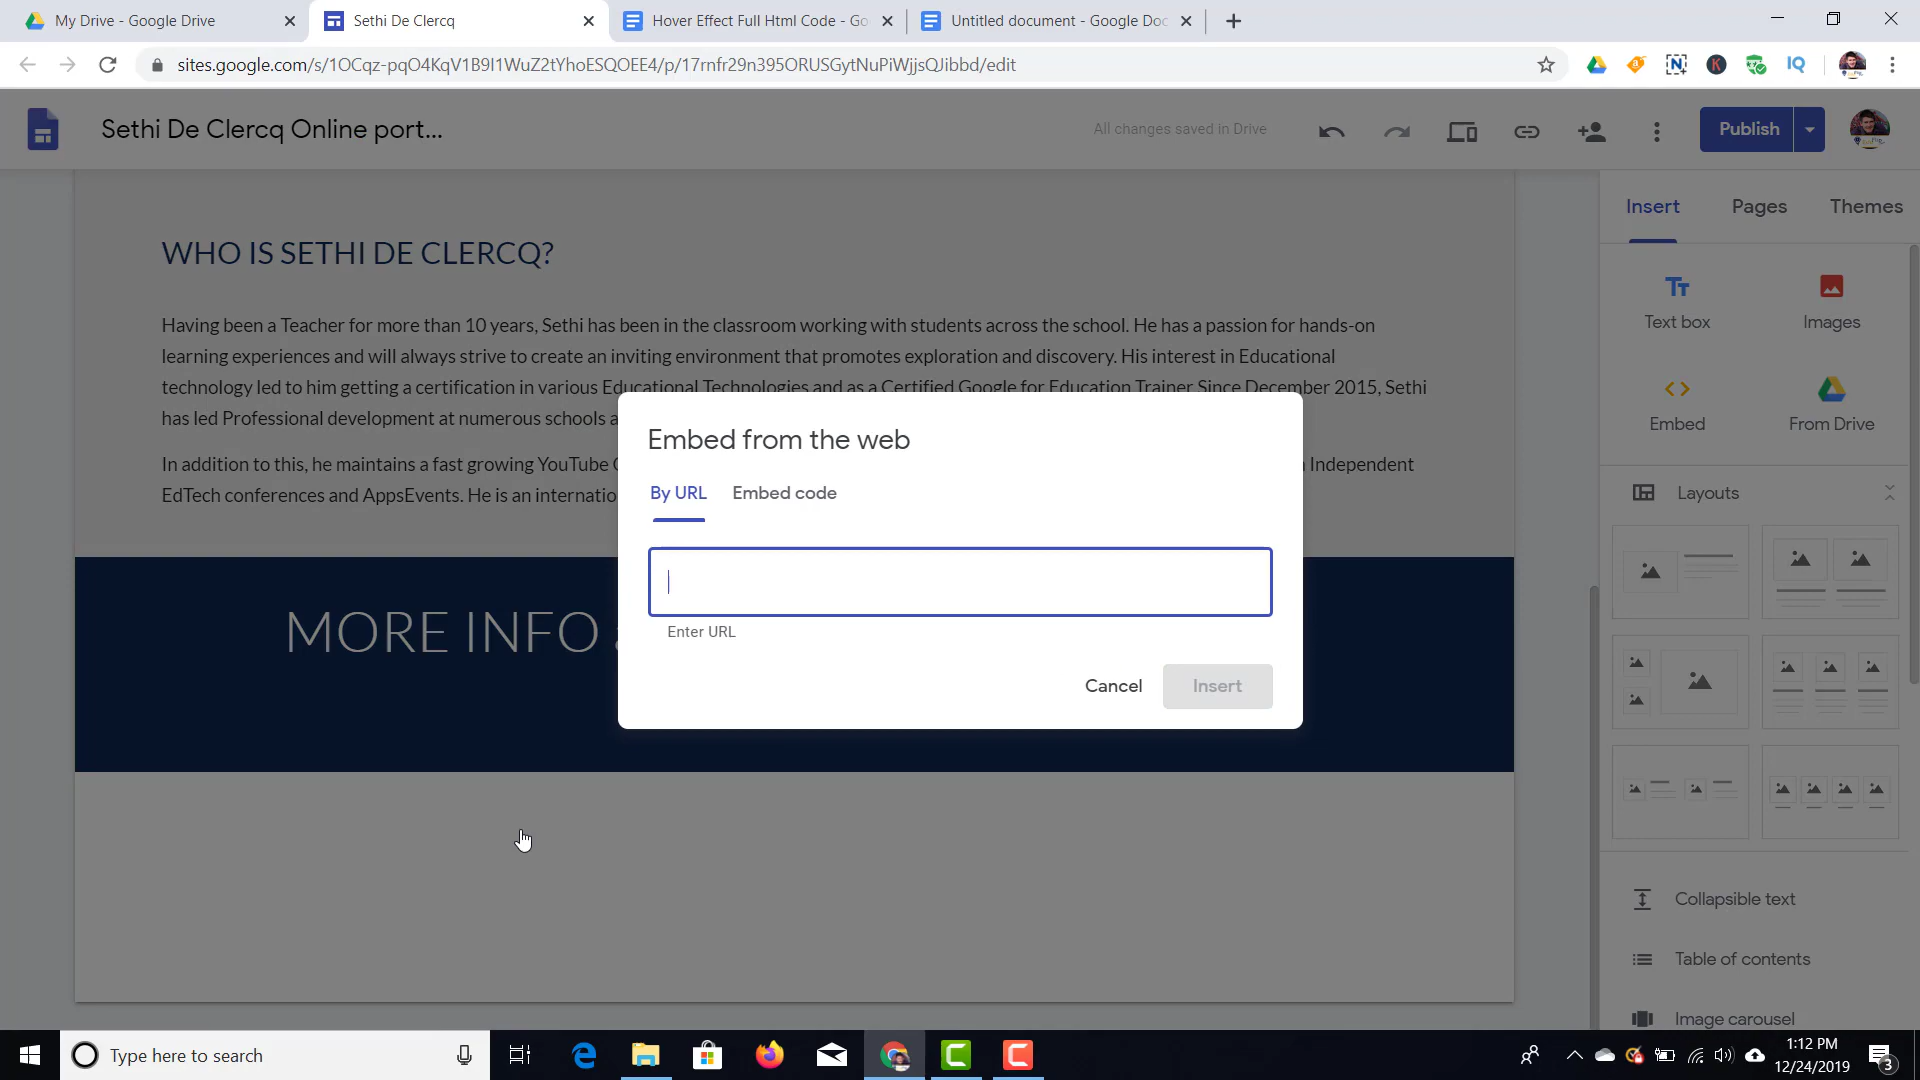 My Drive - Google Drive
Sethi De Clercq
Hover Effect Full Html Code - Go
Untitled document - Google Doc
sites.google.com/s/1OCqz-pqO4KqV1B9I1WuZ2tYhoESQOEE4/p/17rnfr29n395ORUSGytNuPiWjjsQJibbd/edit
Sethi De Clercq Online port...
All changes saved in Drive
Publish
Insert
Pages
Themes
WHO IS SETHI DE CLERCQ?
Having been a Teacher for more than 10 years, Sethi has been in the classroom working with students across the school. He has a passion for hands-on
learning experiences and will always strive to create an inviting environment that promotes exploration and discovery. His interest in Educational
technology led to him getting a certification in various Educational Technologies and as a Certified Google for Education Trainer Since December 2015, Sethi
has led Professional development at numerous schools a
In addition to this, he maintains a fast growing YouTube
Independent
EdTech conferences and AppsEvents. He is an internatio
MORE INFO
Embed from the web
By URL
Embed code
Enter URL
Cancel
Insert
Text box
Images
Embed
From Drive
Layouts
Collapsible text
Table of contents
Image carousel
Type here to search
1:12 PM
12/24/2019
3